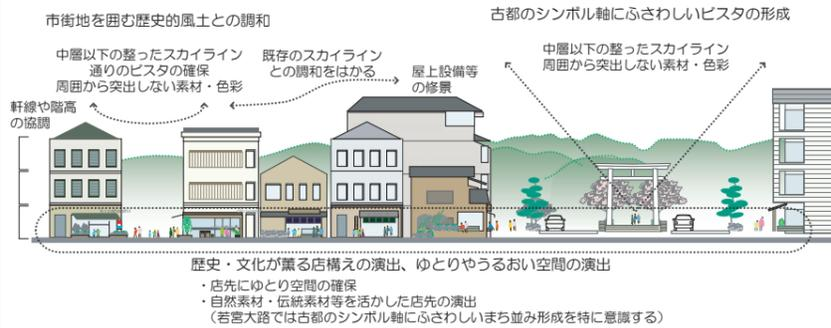 市街地を囲む歴史的風土との調和
古都のシンボル軸にふさわしいビスタの形成
中層以下の整ったスカイライン
通りのビスタの確保
周囲から突出しない素材・色彩
既存のスカイライン
との調和をはかる
屋上設備等
の修景
中層以下の整ったスカイライン
周囲から突出しない素材・色彩
軒線や階高
の協調
歴史・文化が薫る店構えの演出、ゆとりやうるおい空間の演出
・店先にゆとり空間の確保
・自然素材・伝統素材等を活かした店先の演出
（若宮大路では古都のシンボル軸にふさわしいまち並み形成を特に意識する）